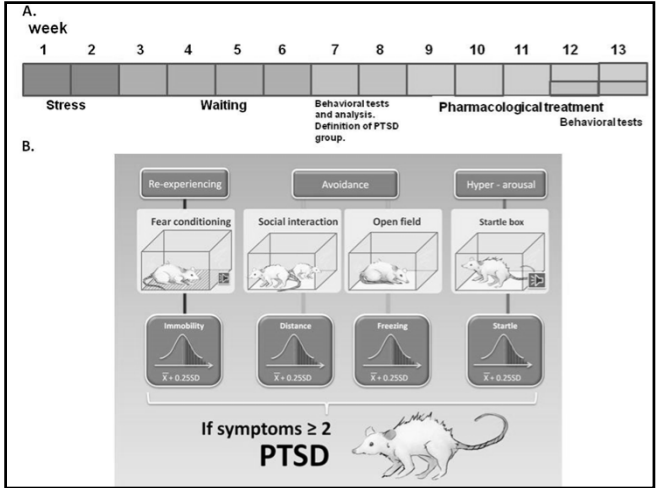 A.
week
1 2 3 4 5 6 7 8 9 10 11 12 13
Stress
Waiting
Behavioral tests
and analysis.
Definition of PTSD
group.
Pharmacological treatment
Behavioral tests
B.
Re-experiencing
Avoidance
Hyper - arousal
Fear conditioning
Social interaction
Open field
Startle box
Immobility
Distance
Freezing
Startle
X̅ + 0.25SD
X̅ + 0.25SD
X̅ + 0.25SD
X̅ + 0.25SD
If symptoms ≥ 2
PTSD